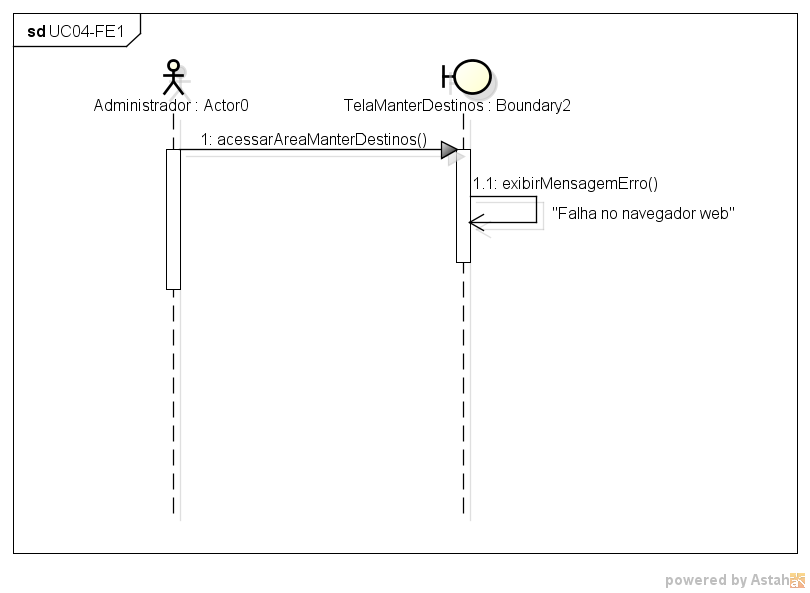 sd UC04-FE1
Administrador : Actor0
TelaManterDestinos : Boundary2
1: acessarAreaManterDestinos()
1.1: exibirMensagemErro()
"Falha no navegador web"
powered by Astah